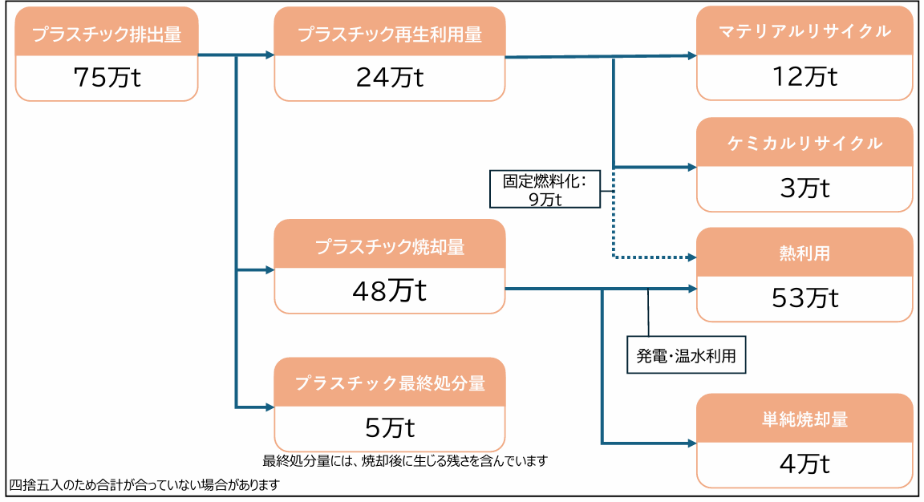 プラスチック排出量
75万t
プラスチック再生利用量
24万t
マテリアルリサイクル
12万t
ケミカルリサイクル
3万t
固定燃料化：
9万t
プラスチック焼却量
48万t
熱利用
53万t
発電・温水利用
プラスチック最終処分量
5万t
最終処分量には、焼却後に生じる残さを含んでいます
単純焼却量
4万t
四捨五入のため合計が合っていない場合があります